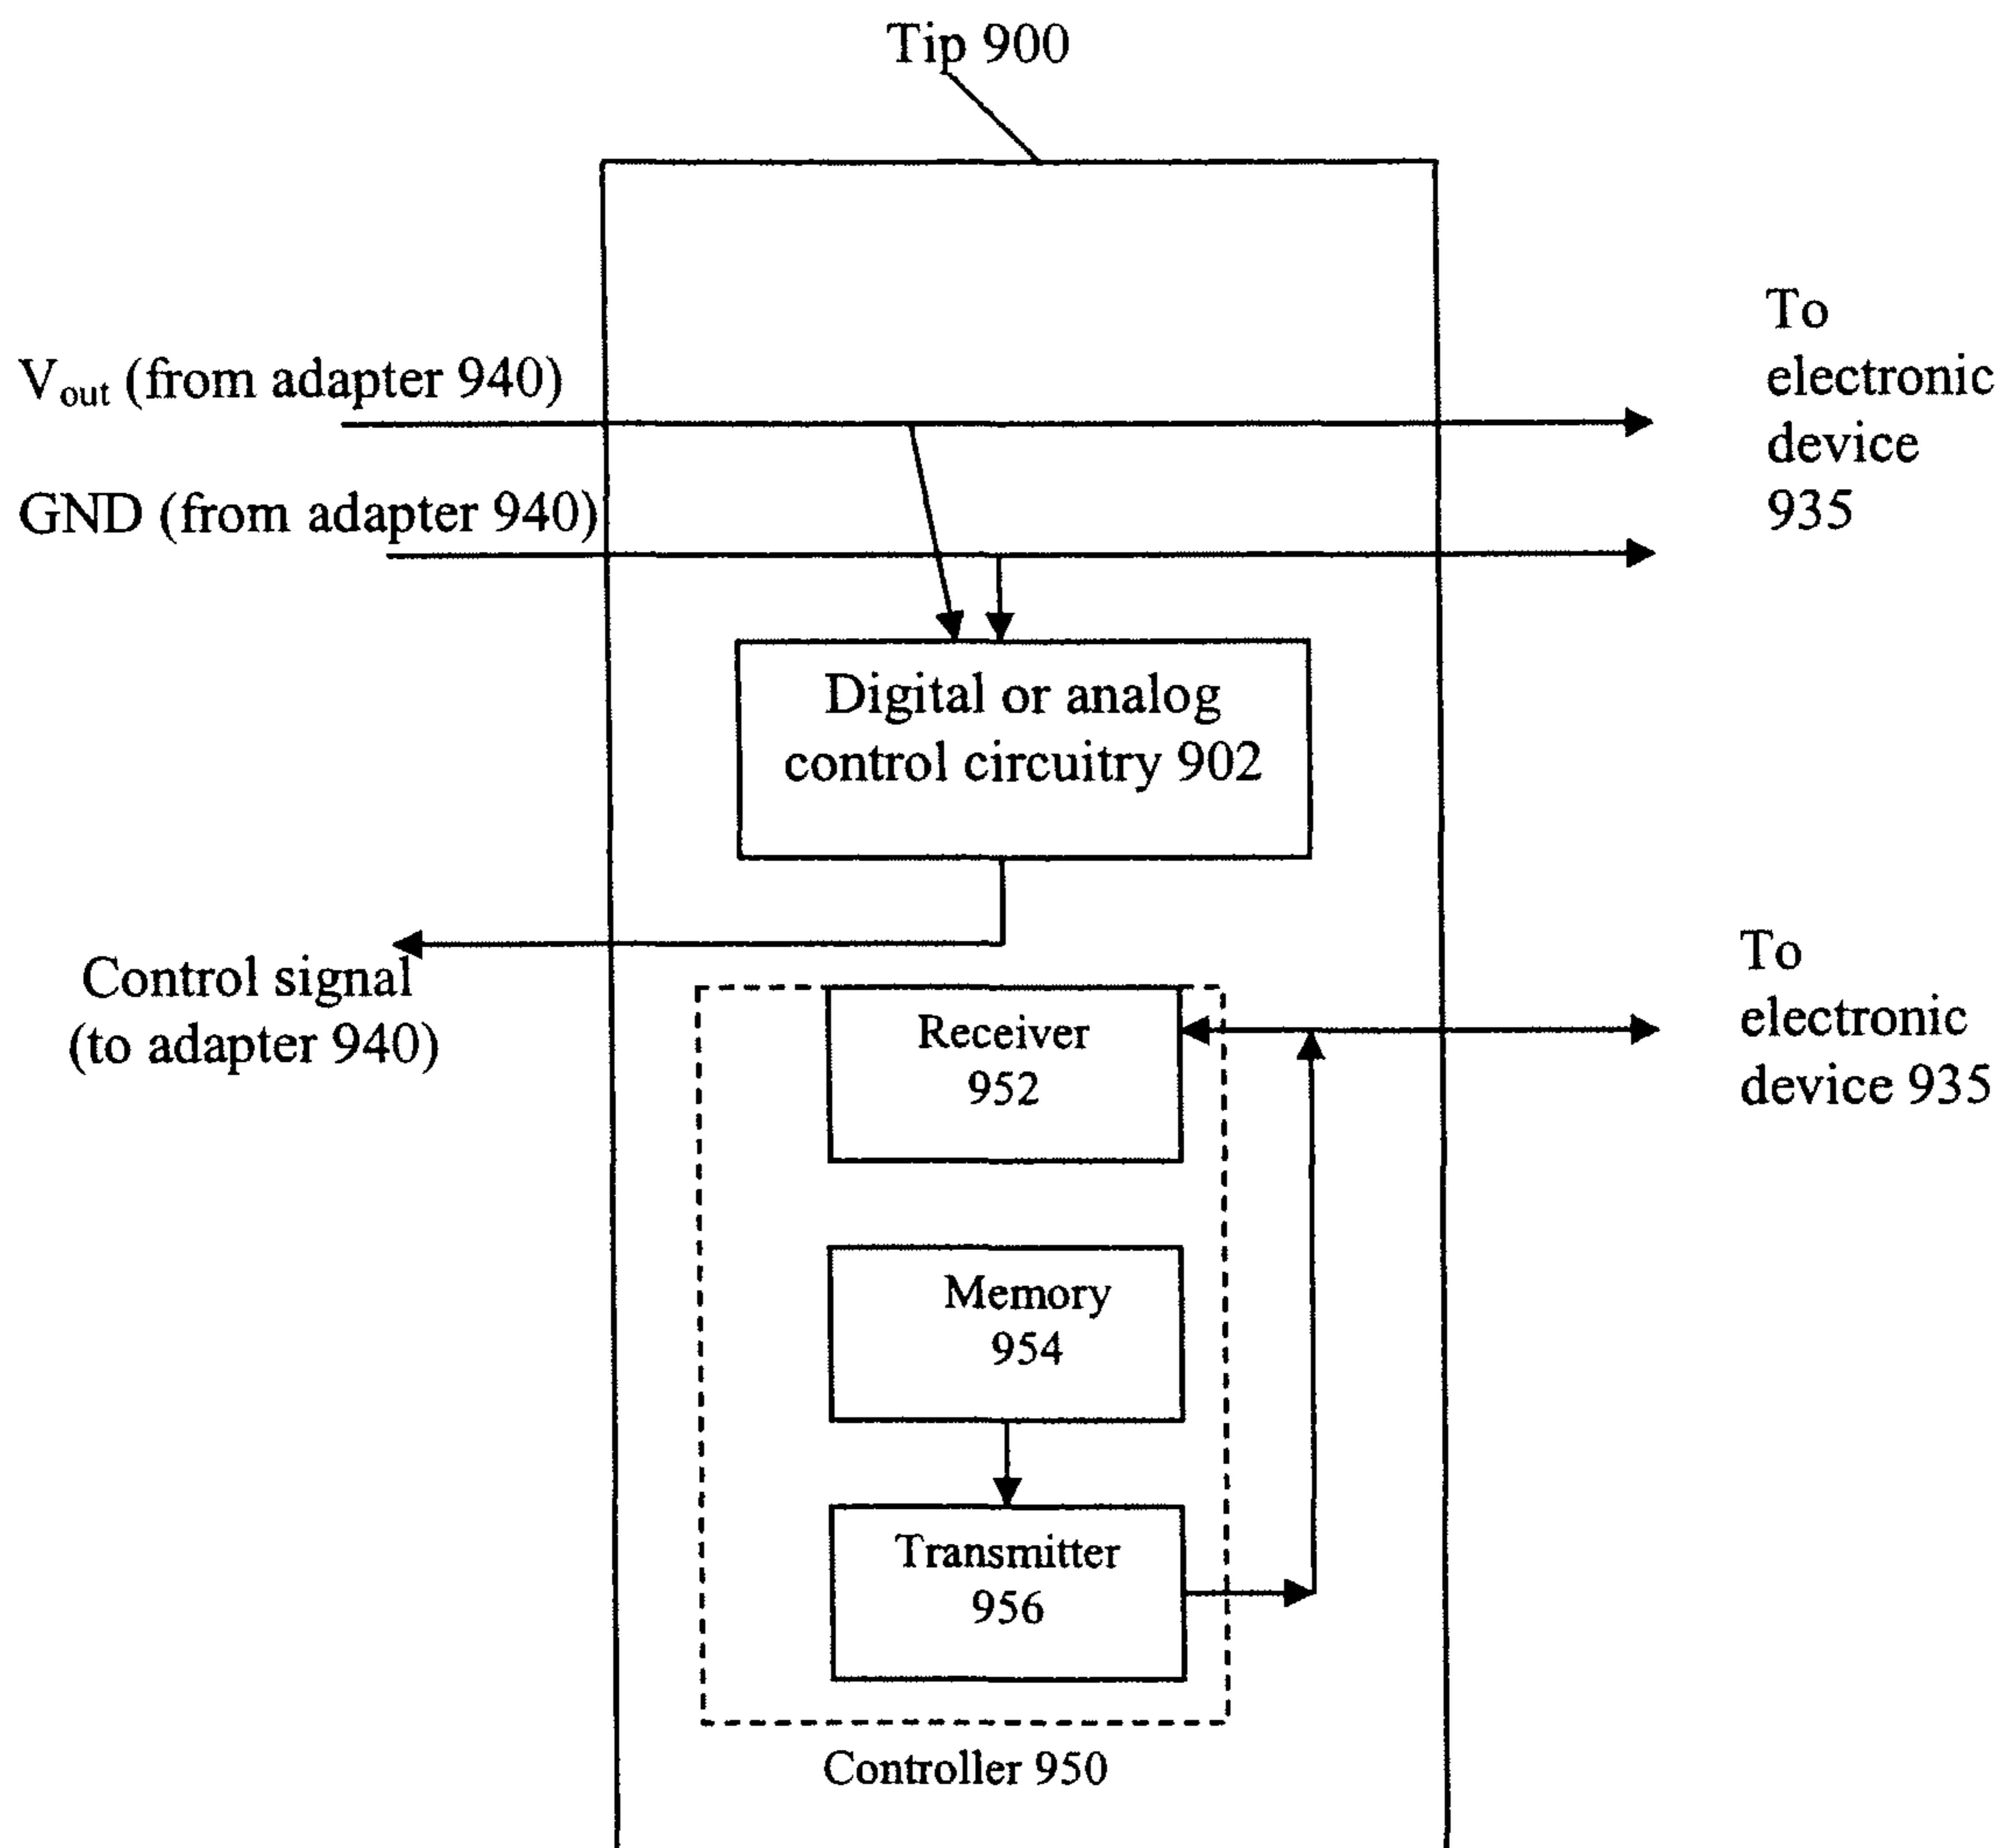 Tip 900
V_out (from adapter 940)
GND (from adapter 940)
To
electronic
device
935
Digital or analog
control circuitry 902
Control signal
(to adapter 940)
To
electronic
device 935
Receiver
952
Memory
954
Transmitter
956
Controller 950